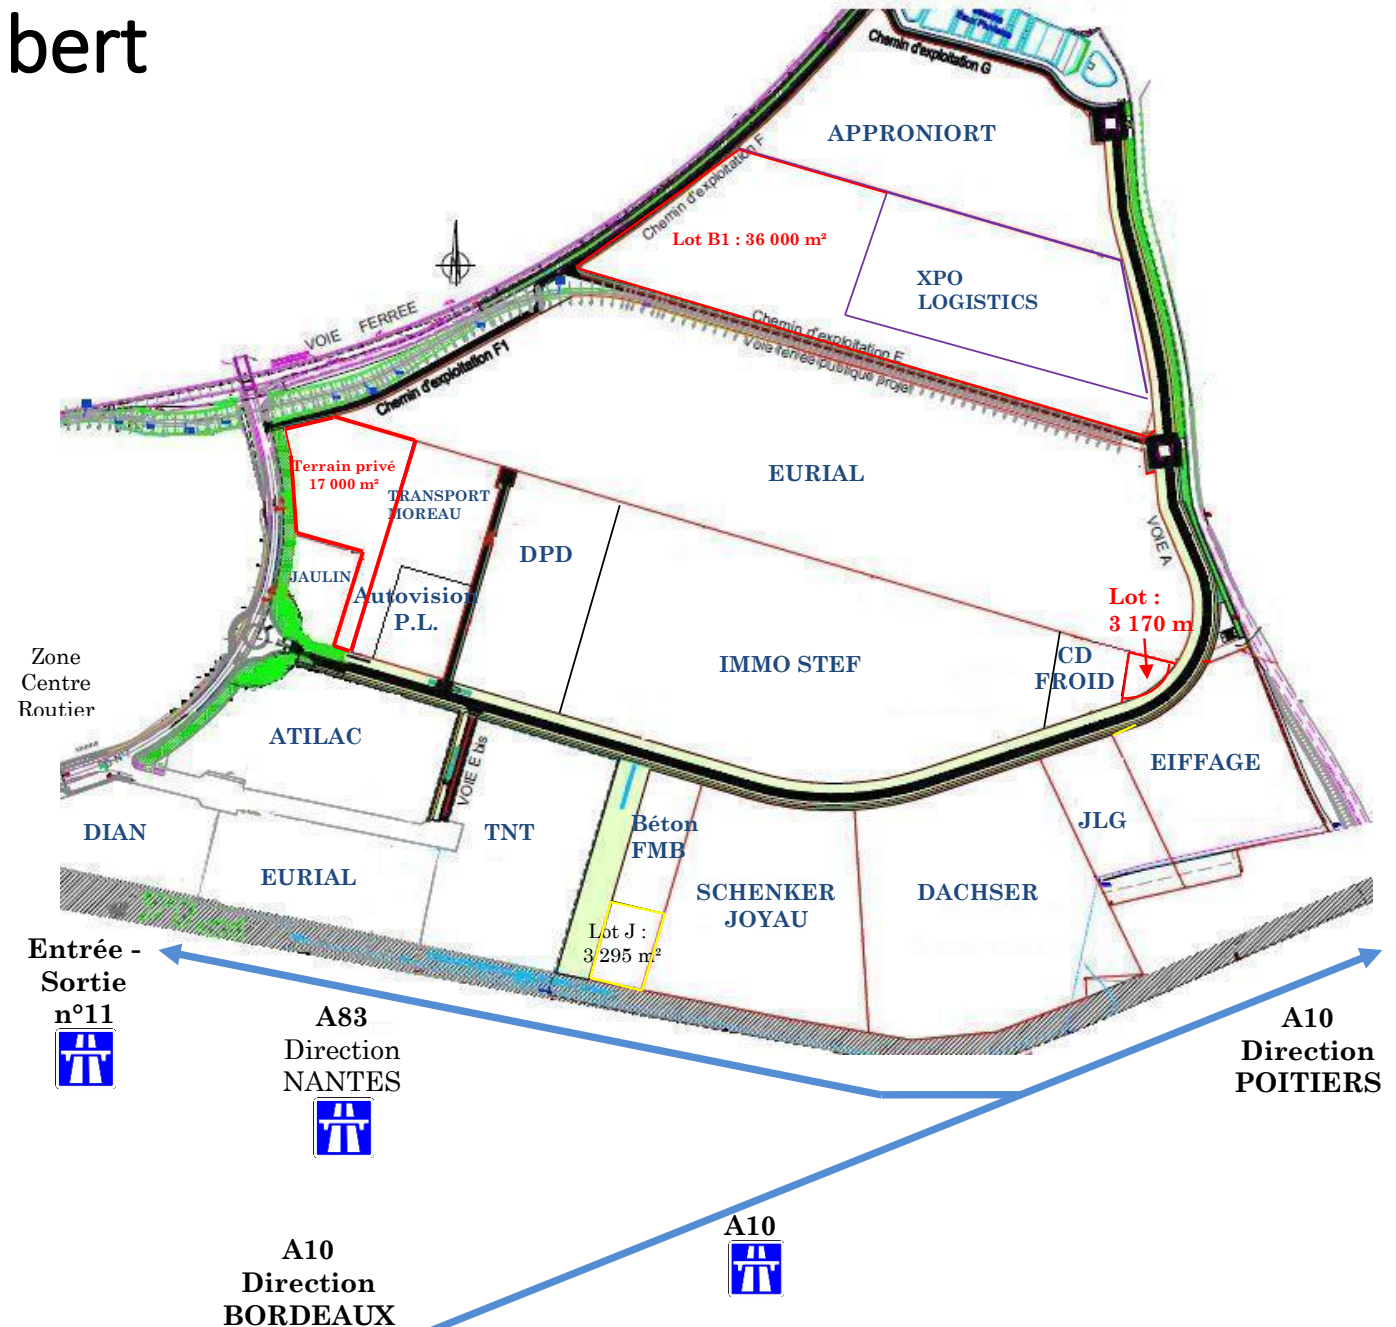 bert
Eaux Pluviales
Chemin d'exploitation G
APPRONIORT
Chemin d'exploitation F
Lot B1 : 36 000 m²
XPO
LOGISTICS
VOIE FERREE
Chemin d'exploitation F1
Chemin d'exploitation E
Voie ferrée publique projet
Terrain privé
17 000 m²
TRANSPORT
MOREAU
EURIAL
VOIE A
DPD
JAULIN
Autovision
P.L.
Lot :
3 170 m
IMMO STEF
CD
FROID
Zone
Centre
Routier
ATILAC
VOIE E bis
EIFFAGE
DIAN
TNT
Béton
FMB
JLG
EURIAL
SCHENKER
JOYAU
DACHSER
Lot J :
3 295 m²
Entrée -
Sortie
n°11
A83
Direction
NANTES
A10
Direction
POITIERS
A10
A10
Direction
BORDEAUX